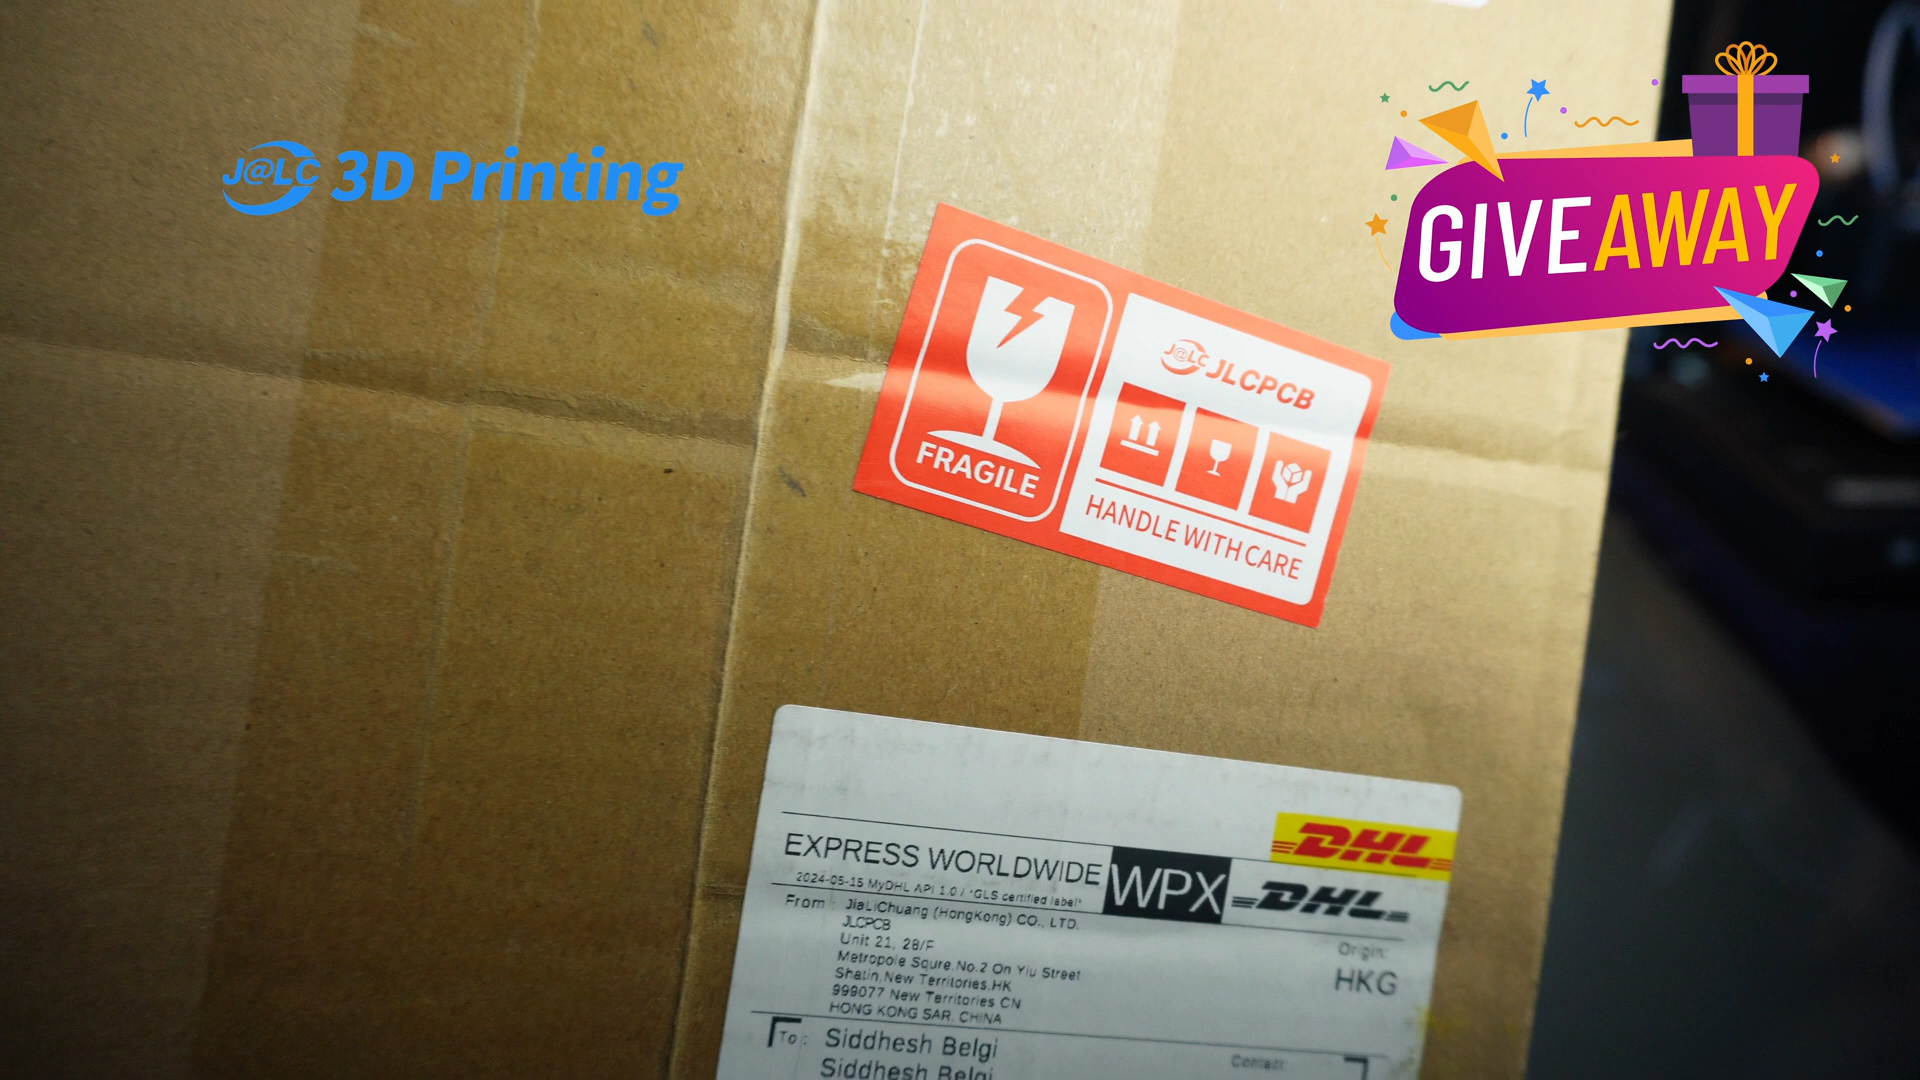 J@LC 3D Printing
GIVEAWAY
FRAGILE
J@LC JLCPCB
HANDLE WITH CARE
DHL
EXPRESS WORLDWIDE WPX DHL
2024-05-15 MyDHL API 1.0 / *GLS certified label*
From : JiaLiChuang (HongKong) CO., LTD.
JLCPCB
Unit 21, 28/F
Metropole Squre,No.2 On Yiu Street
Shatin,New Territories,HK
999077 New Territories CN
HONG KONG SAR, CHINA
Origin:
HKG
To : Siddhesh Belgi
Contact
Siddhesh Belgi